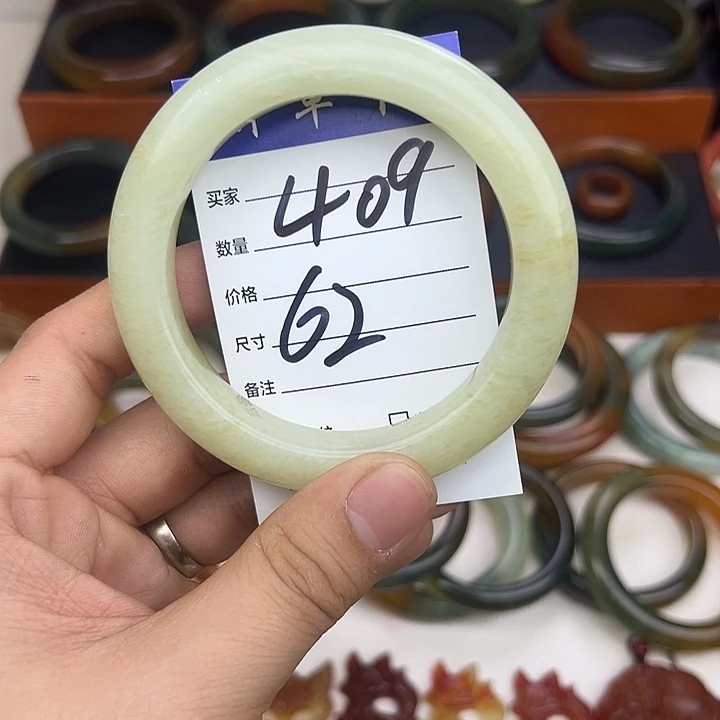 买家 409
数量
价格
尺寸 62
备注